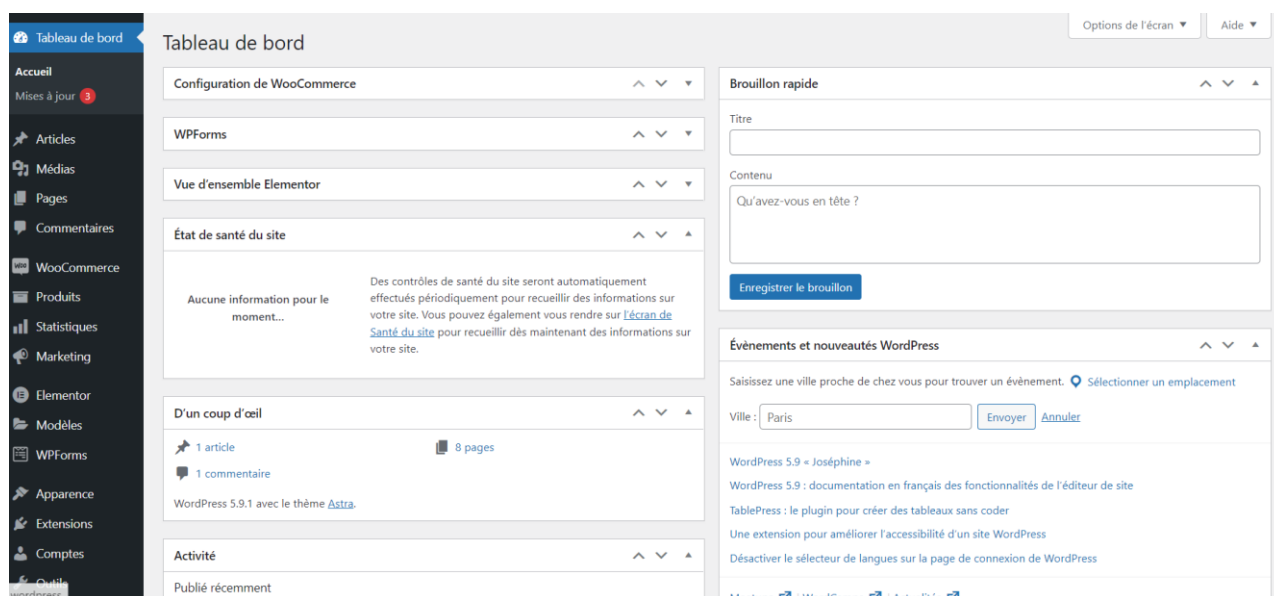 Options de l'écran ▼
Aide ▼
Tableau de bord
Accueil
Mises à jour 3
Articles
Médias
Pages
Commentaires
WooCommerce
Produits
Statistiques
Marketing
Elementor
Modèles
WPForms
Apparence
Extensions
Comptes
Outils
wordpress
Tableau de bord
Configuration de WooCommerce
WPForms
Vue d'ensemble Elementor
État de santé du site
Aucune information pour le
moment...
Des contrôles de santé du site seront automatiquement
effectués périodiquement pour recueillir des informations sur
votre site. Vous pouvez également vous rendre sur l'écran de
Santé du site pour recueillir dès maintenant des informations sur
votre site.
D'un coup d'œil
1 article
8 pages
1 commentaire
WordPress 5.9.1 avec le thème Astra.
Activité
Publié récemment
Brouillon rapide
Titre
Contenu
Qu'avez-vous en tête ?
Enregistrer le brouillon
Évènements et nouveautés WordPress
Saisissez une ville proche de chez vous pour trouver un évènement. Sélectionner un emplacement
Ville : Paris Envoyer Annuler
WordPress 5.9 « Joséphine »
WordPress 5.9 : documentation en français des fonctionnalités de l'éditeur de site
TablePress : le plugin pour créer des tableaux sans coder
Une extension pour améliorer l'accessibilité d'un site WordPress
Désactiver le sélecteur de langues sur la page de connexion de WordPress